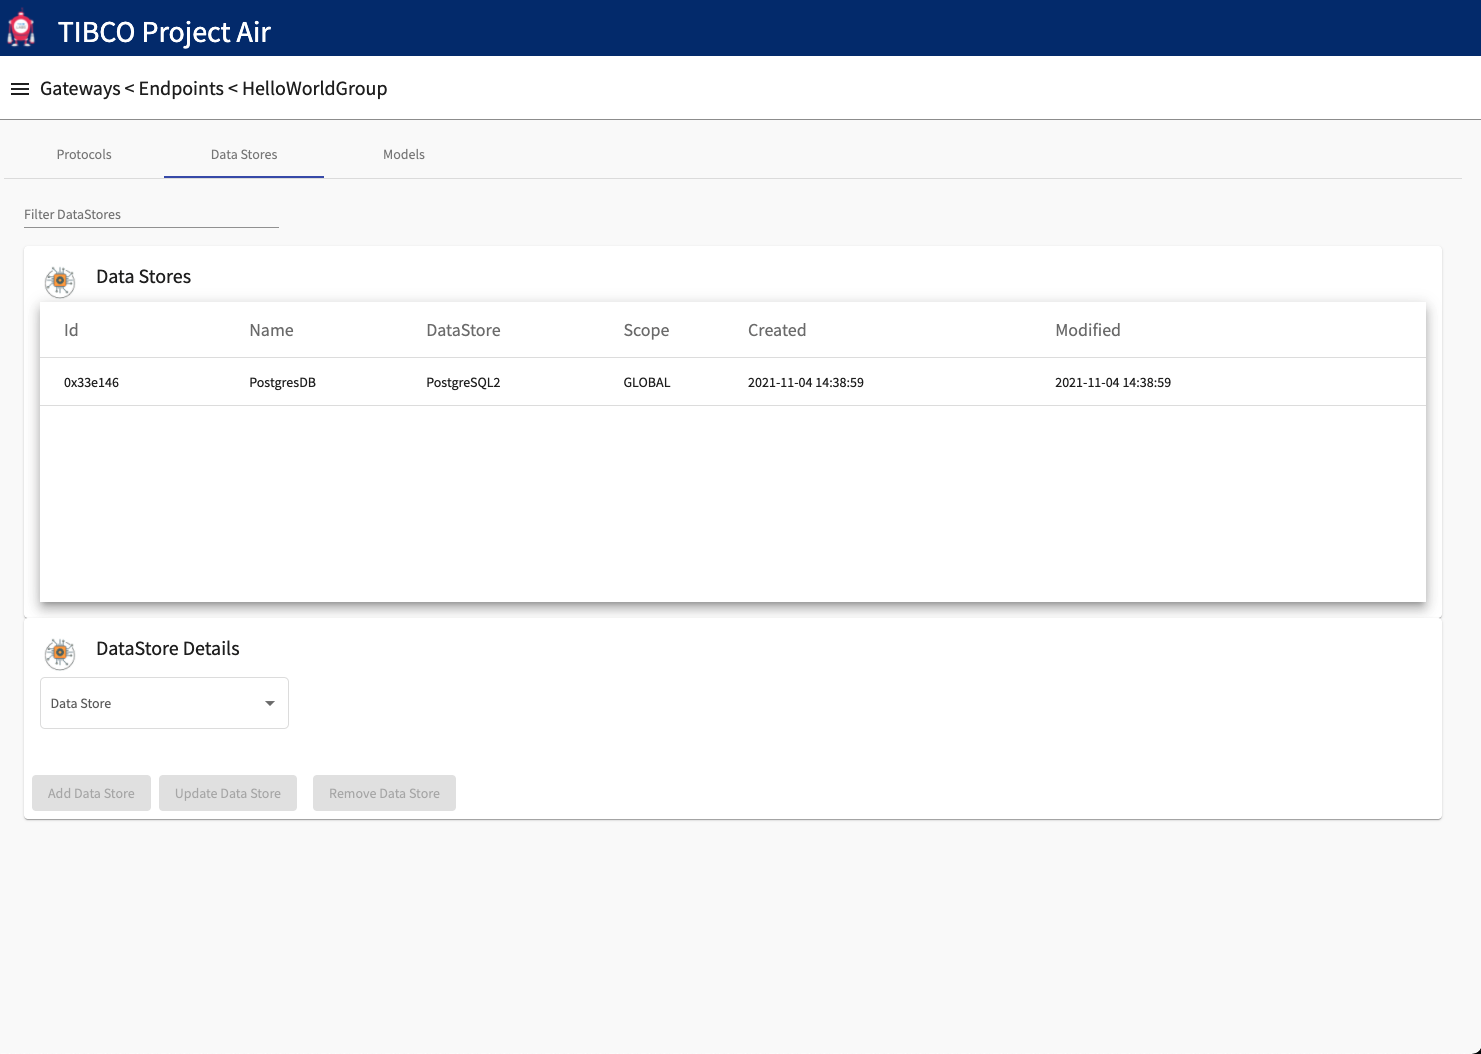 TIBCO Project Air
Gateways < Endpoints < HelloWorldGroup
Protocols Data Stores Models
Filter DataStores
Data Stores
Id Name DataStore Scope Created Modified
0x33e146 PostgresDB PostgreSQL2 GLOBAL 2021-11-04 14:38:59 2021-11-04 14:38:59
DataStore Details
Data Store
Add Data Store Update Data Store Remove Data Store